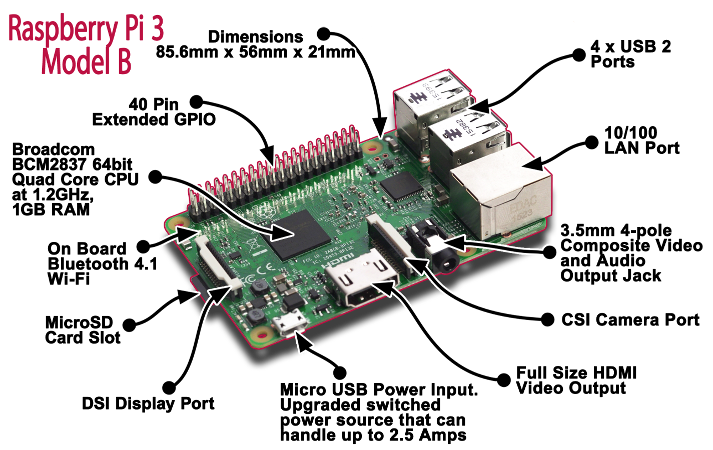 Raspberry Pi 3
Model B
Dimensions
85.6mm x 56mm x 21mm
4 x USB 2
Ports
40 Pin
Extended GPIO
10/100
LAN Port
Broadcom
BCM2837 64bit
Quad Core CPU
at 1.2GHz,
1GB RAM
3.5mm 4-pole
Composite Video
and Audio
Output Jack
On Board
Bluetooth 4.1
Wi-Fi
HDMI
CSI Camera Port
MicroSD
Card Slot
DSI Display Port
Full Size HDMI
Video Output
Micro USB Power Input.
Upgraded switched
power source that can
handle up to 2.5 Amps